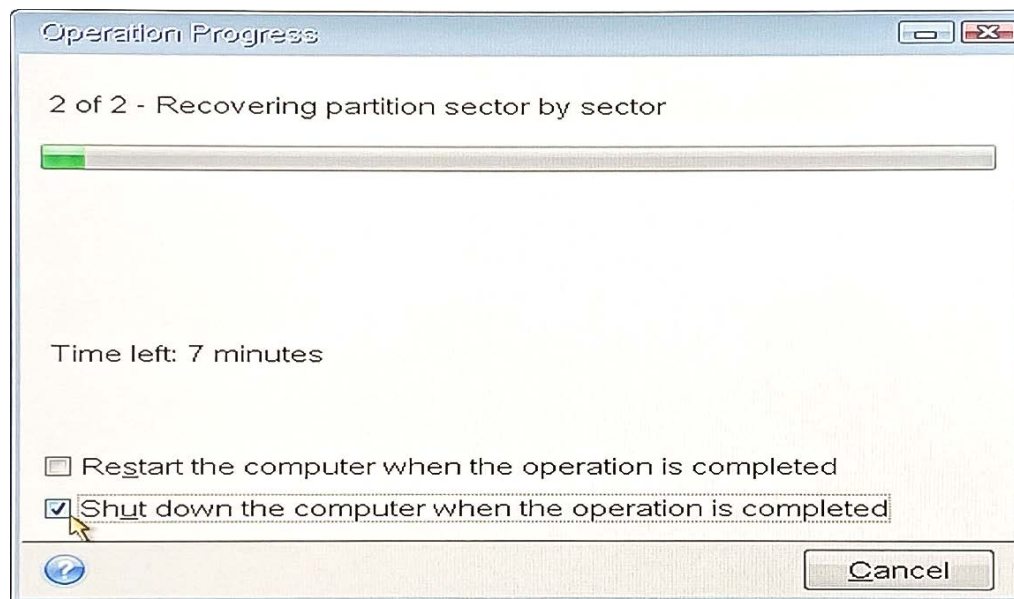 Operation Progress
2 of 2 - Recovering partition sector by sector
Time left: 7 minutes
Restart the computer when the operation is completed
Shut down the computer when the operation is completed
Cancel